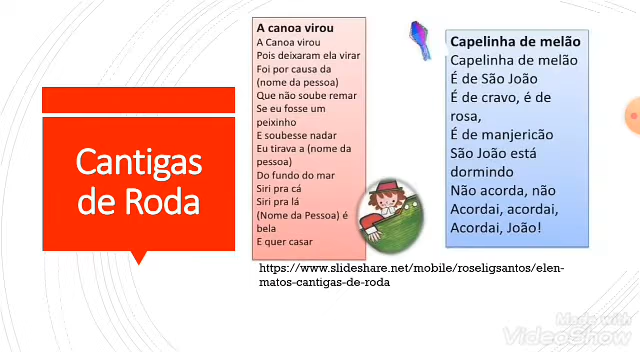 Cantigas
de Roda
A canoa virou
A Canoa virou
Pois deixaram ela virar
Foi por causa da
(nome da pessoa)
Que não soube remar
Se eu fosse um
peixinho
E soubesse nadar
Eu tirava a (nome da
pessoa)
Do fundo do mar
Siri pra cá
Siri pra lá
(Nome da Pessoa) é
bela
E quer casar
Capelinha de melão
Capelinha de melão
É de São João
É de cravo, é de
rosa,
É de manjericão
São João está
dormindo
Não acorda, não
Acordai, acordai,
Acordai, João!
https://www.slideshare.net/mobile/roseligsantos/elen-
matos-cantigas-de-roda
Made with
VideoShow